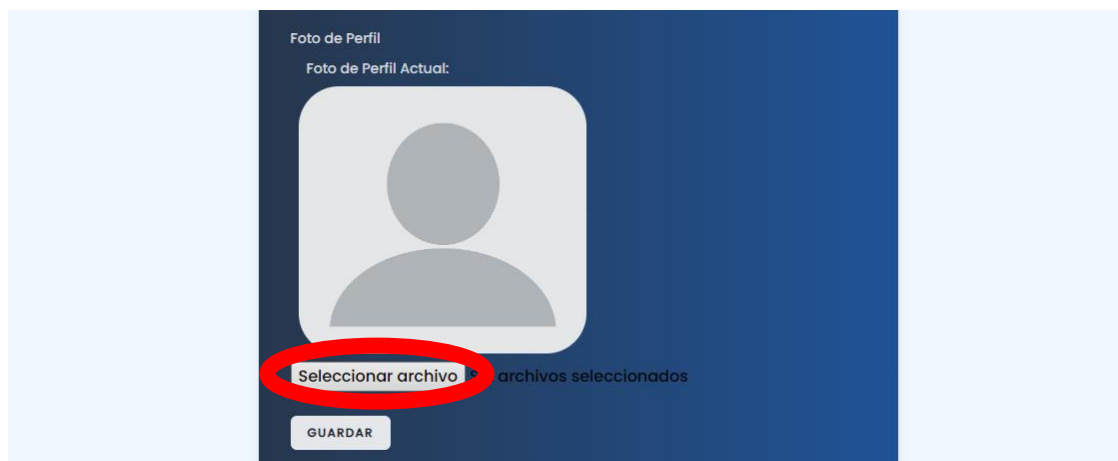 Foto de Perfil
Foto de Perfil Actual:
Seleccionar archivo archivos seleccionados
GUARDAR